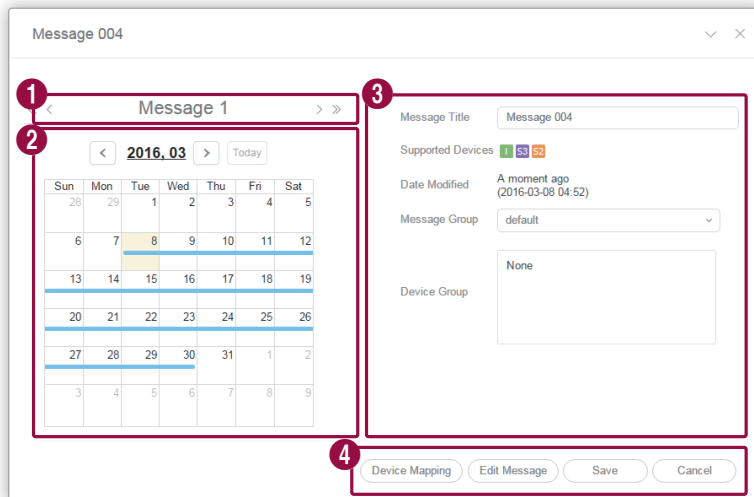 Message 004
1
< Message 1 > »
2
< 2016, 03 > Today
Sun Mon Tue Wed Thu Fri Sat
28 29 1 2 3 4 5
6 7 8 9 10 11 12
13 14 15 16 17 18 19
20 21 22 23 24 25 26
27 28 29 30 31 1 2
3 4 5 6 7 8 9
3
Message Title Message 004
Supported Devices I S3 S2
Date Modified A moment ago
(2016-03-08 04:52)
Message Group default
Device Group None
4
Device Mapping Edit Message Save Cancel